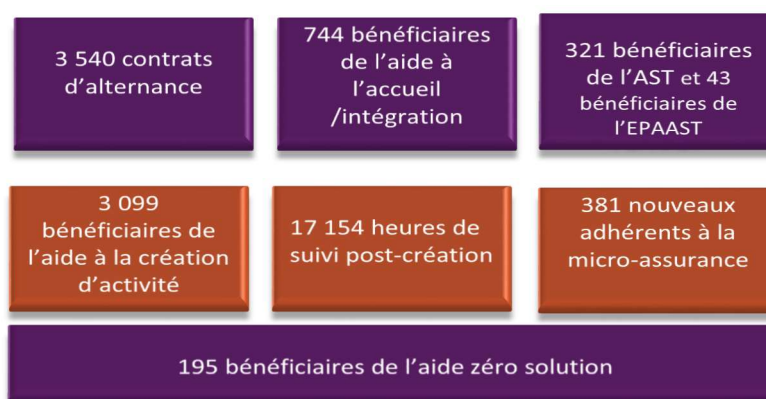 3 540 contrats
d’alternance
744 bénéficiaires
de l’aide à
l’accueil
/intégration
321 bénéficiaires
de l’AST et 43
bénéficiaires de
l’EPAAST
3 099
bénéficiaires de
l’aide à la création
d’activité
17 154 heures de
suivi post-création
381 nouveaux
adhérents à la
micro-assurance
195 bénéficiaires de l’aide zéro solution